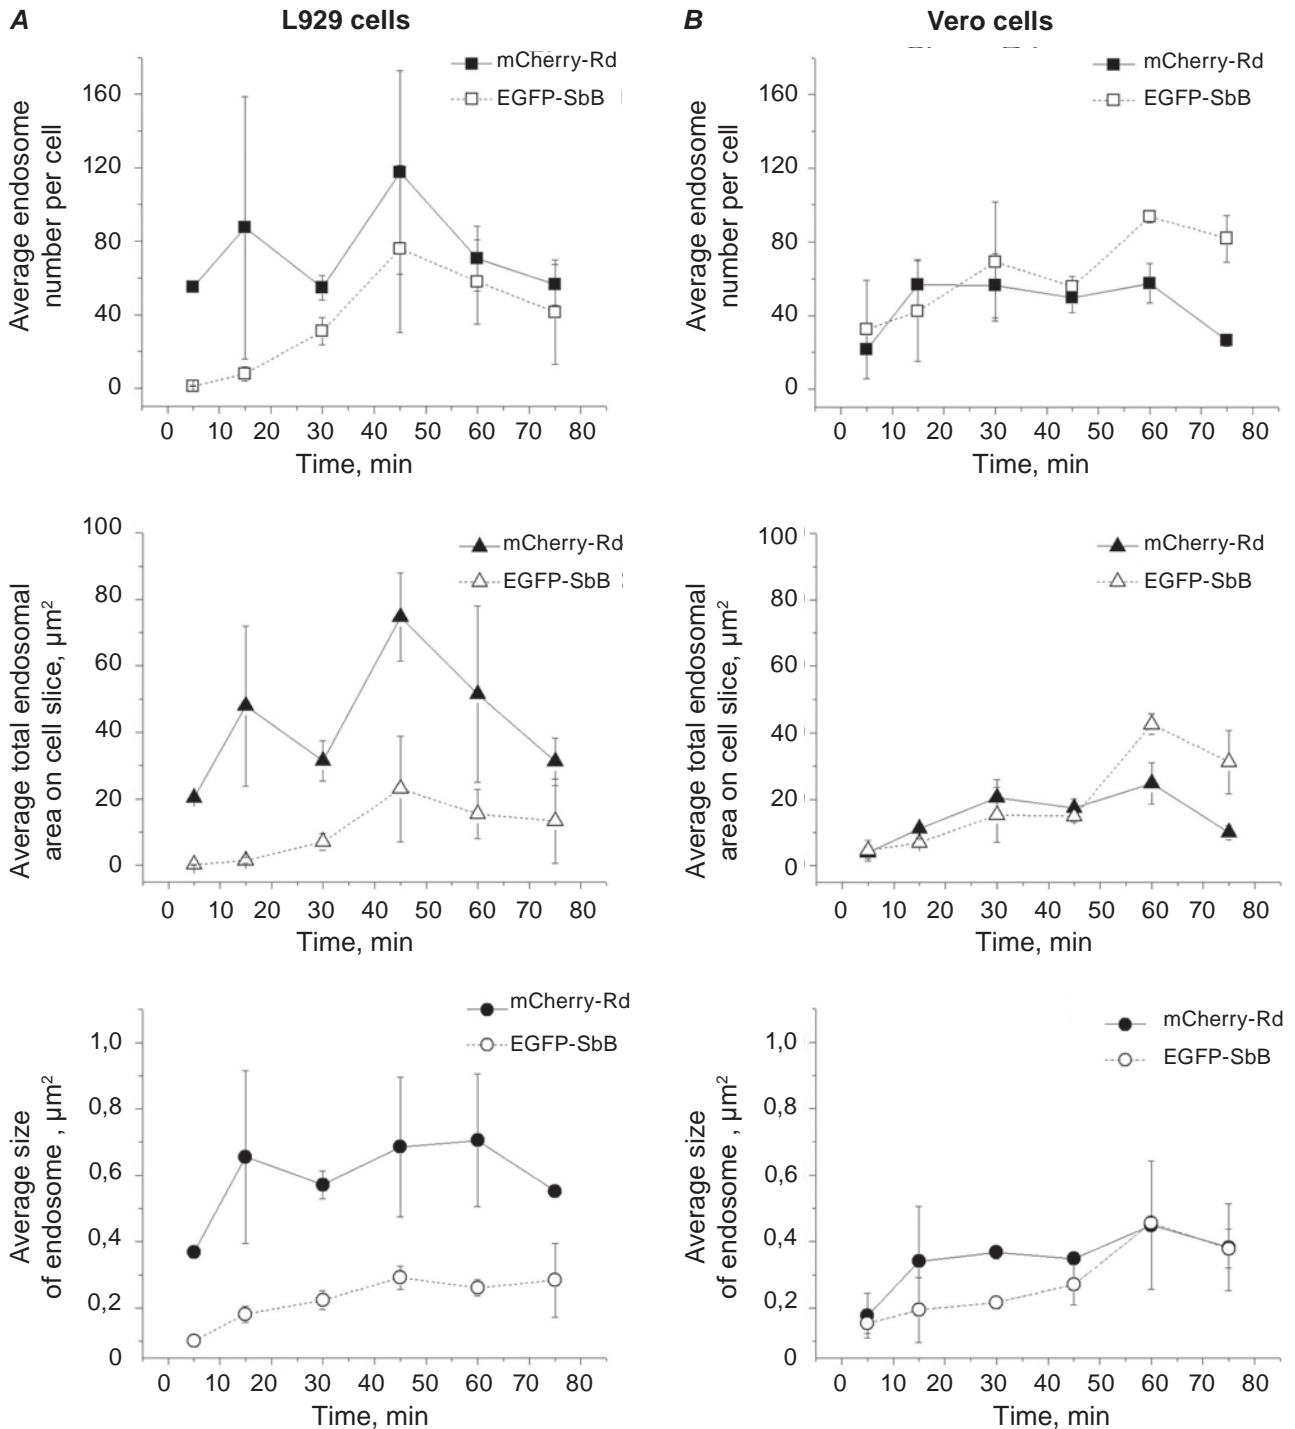 A
L929 cells
B
Vero cells
mCherry-Rd
EGFP-SbB
Average endosome
number per cell
160
120
80
40
0
0 10 20 30 40 50 60 70 80
Time, min
mCherry-Rd
EGFP-SbB
Average endosome
number per cell
160
120
80
40
0
0 10 20 30 40 50 60 70 80
Time, min
mCherry-Rd
EGFP-SbB
Average total endosomal
area on cell slice, µm²
100
80
60
40
20
0
0 10 20 30 40 50 60 70 80
Time, min
mCherry-Rd
EGFP-SbB
Average total endosomal
area on cell slice, µm²
100
80
60
40
20
0
0 10 20 30 40 50 60 70 80
Time, min
mCherry-Rd
EGFP-SbB
Average size
of endosome , µm²
1,0
0,8
0,6
0,4
0,2
0
0 10 20 30 40 50 60 70 80
Time, min
mCherry-Rd
EGFP-SbB
Average size
of endosome , µm²
1,0
0,8
0,6
0,4
0,2
0
0 10 20 30 40 50 60 70 80
Time, min